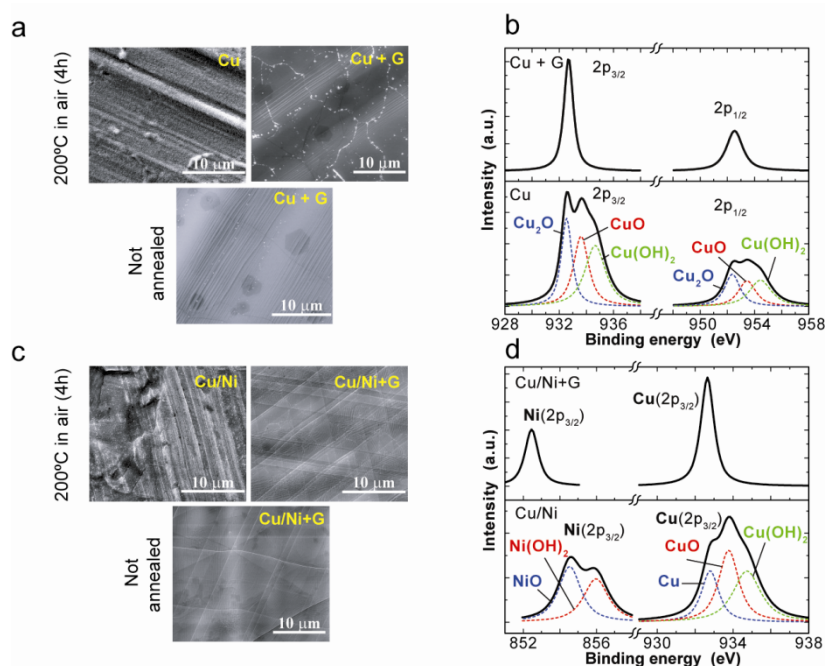 a
200ºC in air (4h)
Cu
10 μm
Cu + G
10 μm
Not
annealed
Cu + G
10 μm
b
Intensity (a.u.)
Cu + G
2p3/2
2p1/2
Cu
2p3/2
Cu2O
CuO
Cu(OH)2
2p1/2
Cu2O
CuO
Cu(OH)2
928 932 936 950 954 958
Binding energy (eV)
c
200ºC in air (4h)
Cu/Ni
10 μm
Cu/Ni+G
10 μm
Not
annealed
Cu/Ni+G
10 μm
d
Intensity (a.u.)
Cu/Ni+G
Ni(2p3/2)
Cu(2p3/2)
Cu/Ni
Ni(2p3/2)
Ni(OH)2
NiO
Cu(2p3/2)
CuO
Cu
Cu(OH)2
852 856 930 934 938
Binding energy (eV)